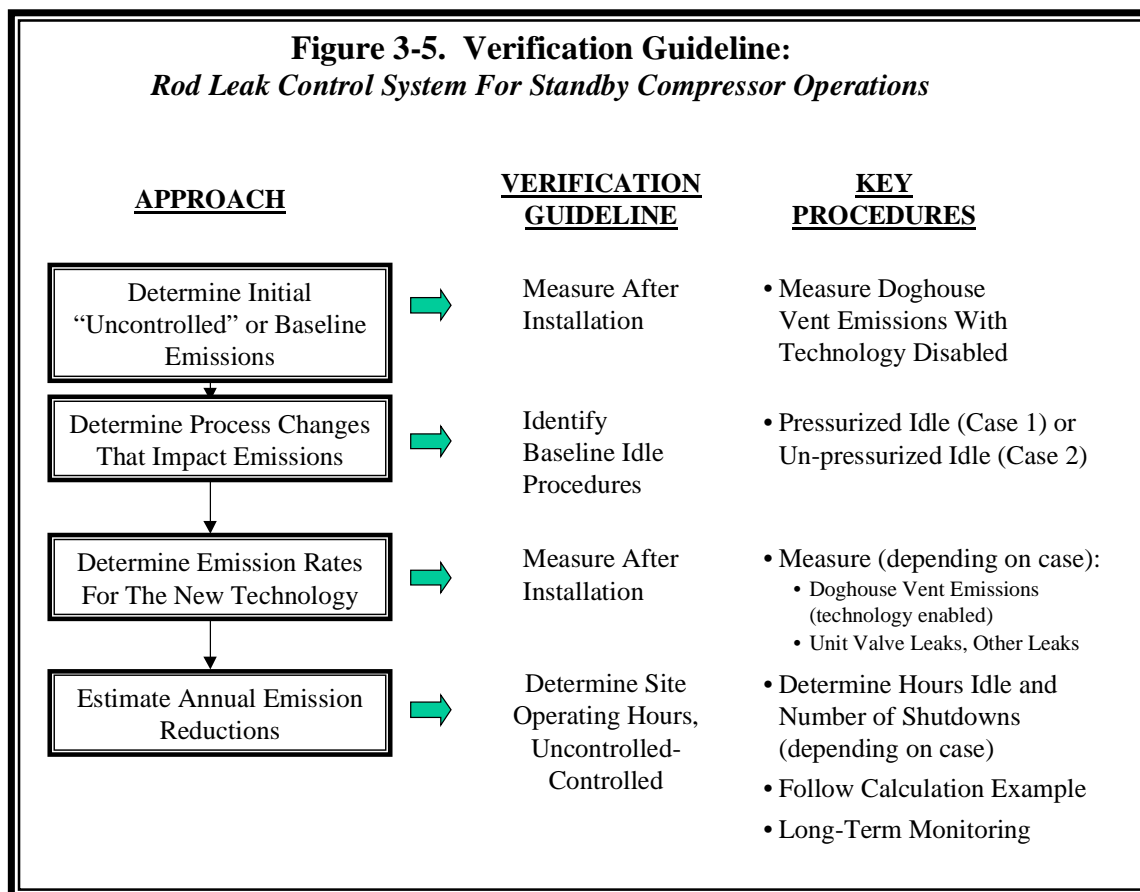 Figure 3-5.  Verification Guideline:
Rod Leak Control System For Standby Compressor Operations
APPROACH
VERIFICATION
GUIDELINE
KEY
PROCEDURES
Determine Initial
“Uncontrolled” or Baseline
Emissions
Measure After
Installation
• Measure Doghouse
Vent Emissions With
Technology Disabled
Determine Process Changes
That Impact Emissions
Identify
Baseline Idle
Procedures
• Pressurized Idle (Case 1) or
Un-pressurized Idle (Case 2)
Determine Emission Rates
For The New Technology
Measure After
Installation
• Measure (depending on case):
• Doghouse Vent Emissions
(technology enabled)
• Unit Valve Leaks, Other Leaks
Estimate Annual Emission
Reductions
Determine Site
Operating Hours,
Uncontrolled-
Controlled
• Determine Hours Idle and
Number of Shutdowns
(depending on case)
• Follow Calculation Example
• Long-Term Monitoring